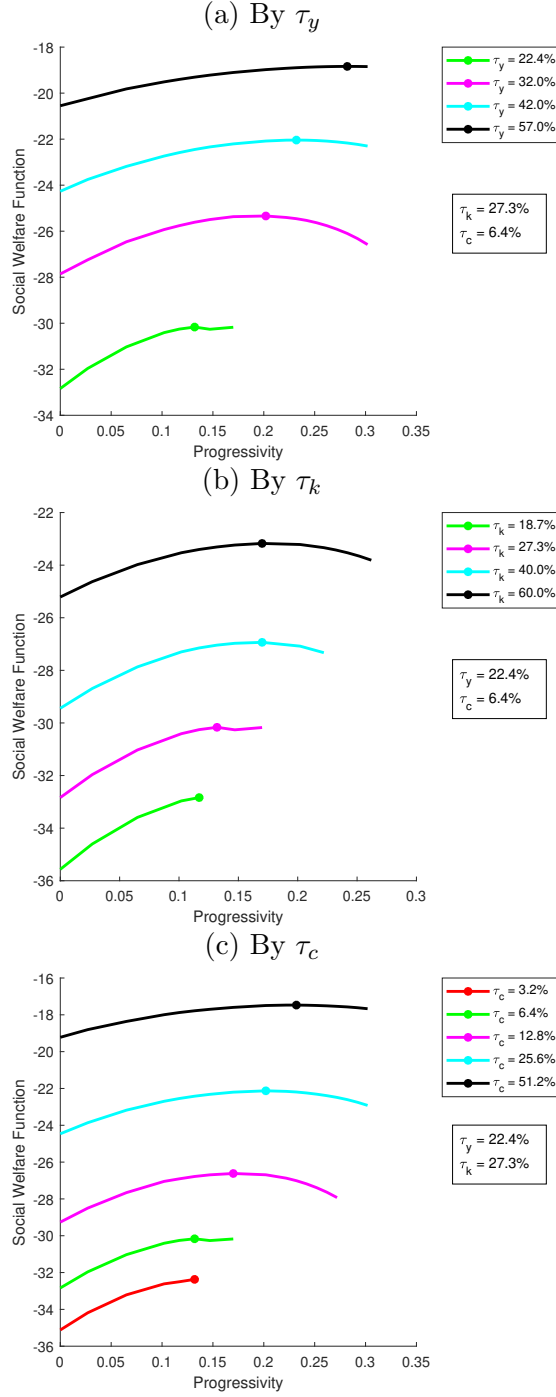 (a) By τy
-18
-20
-22
-24
-26
-28
-30
-32
-34
Social Welfare Function
0 0.05 0.1 0.15 0.2 0.25 0.3 0.35
Progressivity
τy = 22.4%
τy = 32.0%
τy = 42.0%
τy = 57.0%
τk = 27.3%
τc = 6.4%
(b) By τk
-22
-24
-26
-28
-30
-32
-34
-36
Social Welfare Function
0 0.05 0.1 0.15 0.2 0.25 0.3
Progressivity
τk = 18.7%
τk = 27.3%
τk = 40.0%
τk = 60.0%
τy = 22.4%
τc = 6.4%
(c) By τc
-16
-18
-20
-22
-24
-26
-28
-30
-32
-34
-36
Social Welfare Function
0 0.05 0.1 0.15 0.2 0.25 0.3 0.35
Progressivity
τc = 3.2%
τc = 6.4%
τc = 12.8%
τc = 25.6%
τc = 51.2%
τy = 22.4%
τk = 27.3%